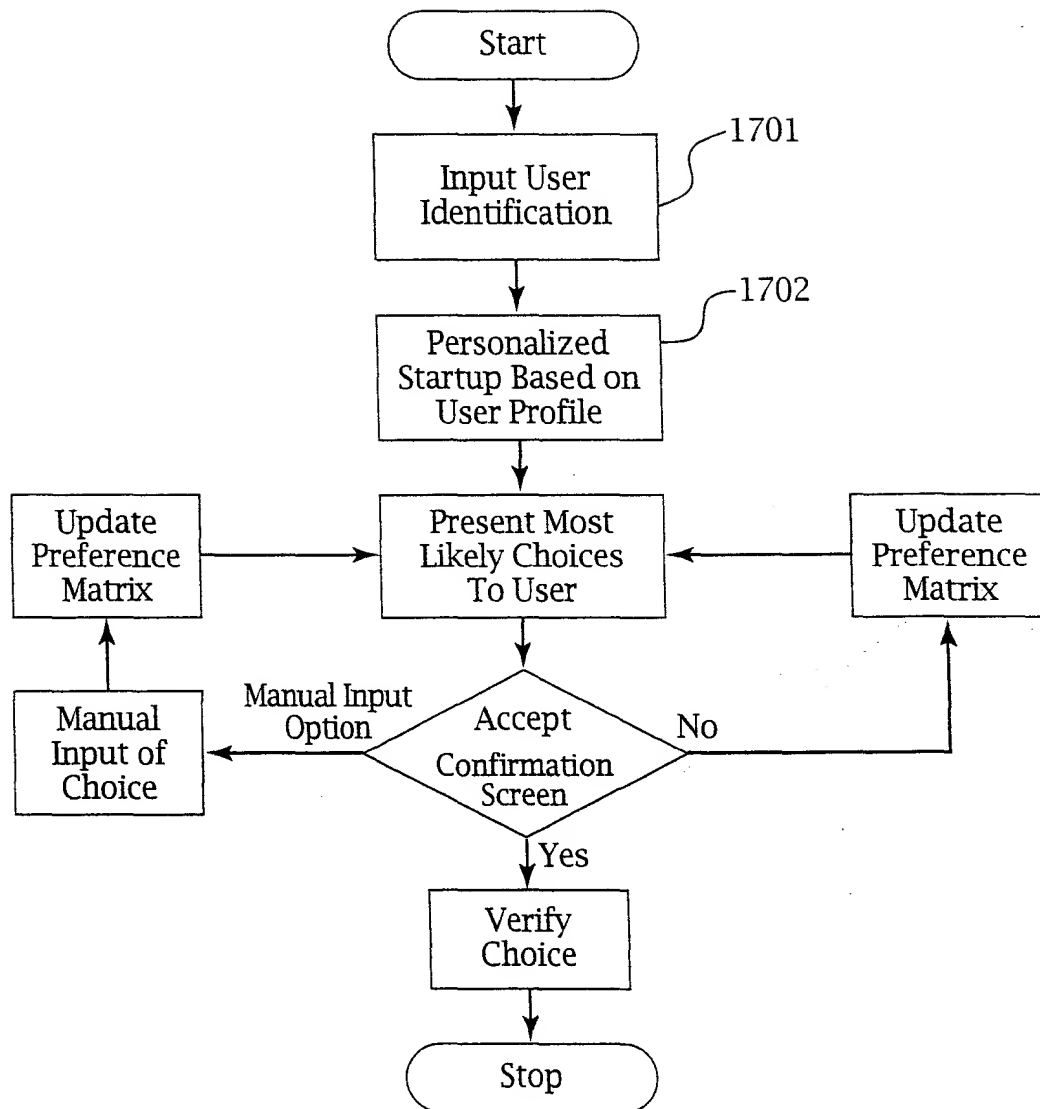 Start
1701
Input User
Identification
1702
Personalized
Startup Based on
User Profile
Update
Preference
Matrix
Present Most
Likely Choices
To User
Update
Preference
Matrix
Manual
Input of
Choice
Manual Input
Option
Accept
Confirmation
Screen
No
Yes
Verify
Choice
Stop